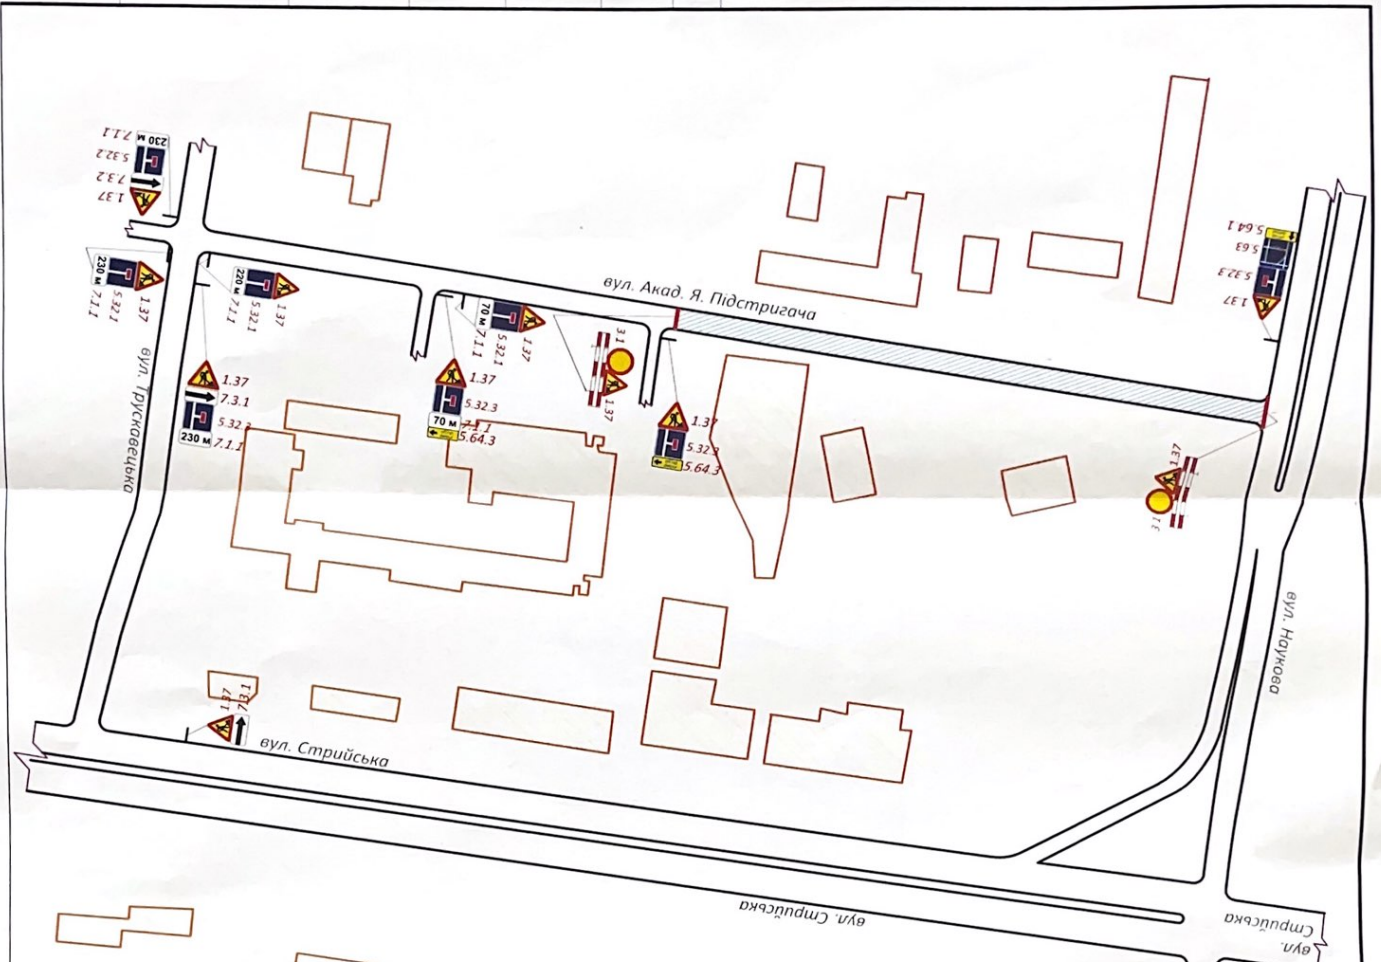 230 м
7.1.1
5.32.2
7.3.2
1.37
230 м
7.1.1
5.32.1
1.37
220 м
7.1.1
5.32.1
1.37
1.37
7.3.1
5.32.2
230 м
7.1.1
вул. Трускавецька
70 м
7.1.1
5.32.1
1.37
1.37
5.32.3
70 м
7.1.1
5.64.3
вул. Акад. Я. Підстригача
3.1
1.37
1.37
5.32.3
5.64.3
5.64.1
5.63
5.32.3
1.37
1.37
3.1
вул. Наукова
1.37
7.3.1
вул. Стрийська
вул. Стрийська
вул.
Стрийська